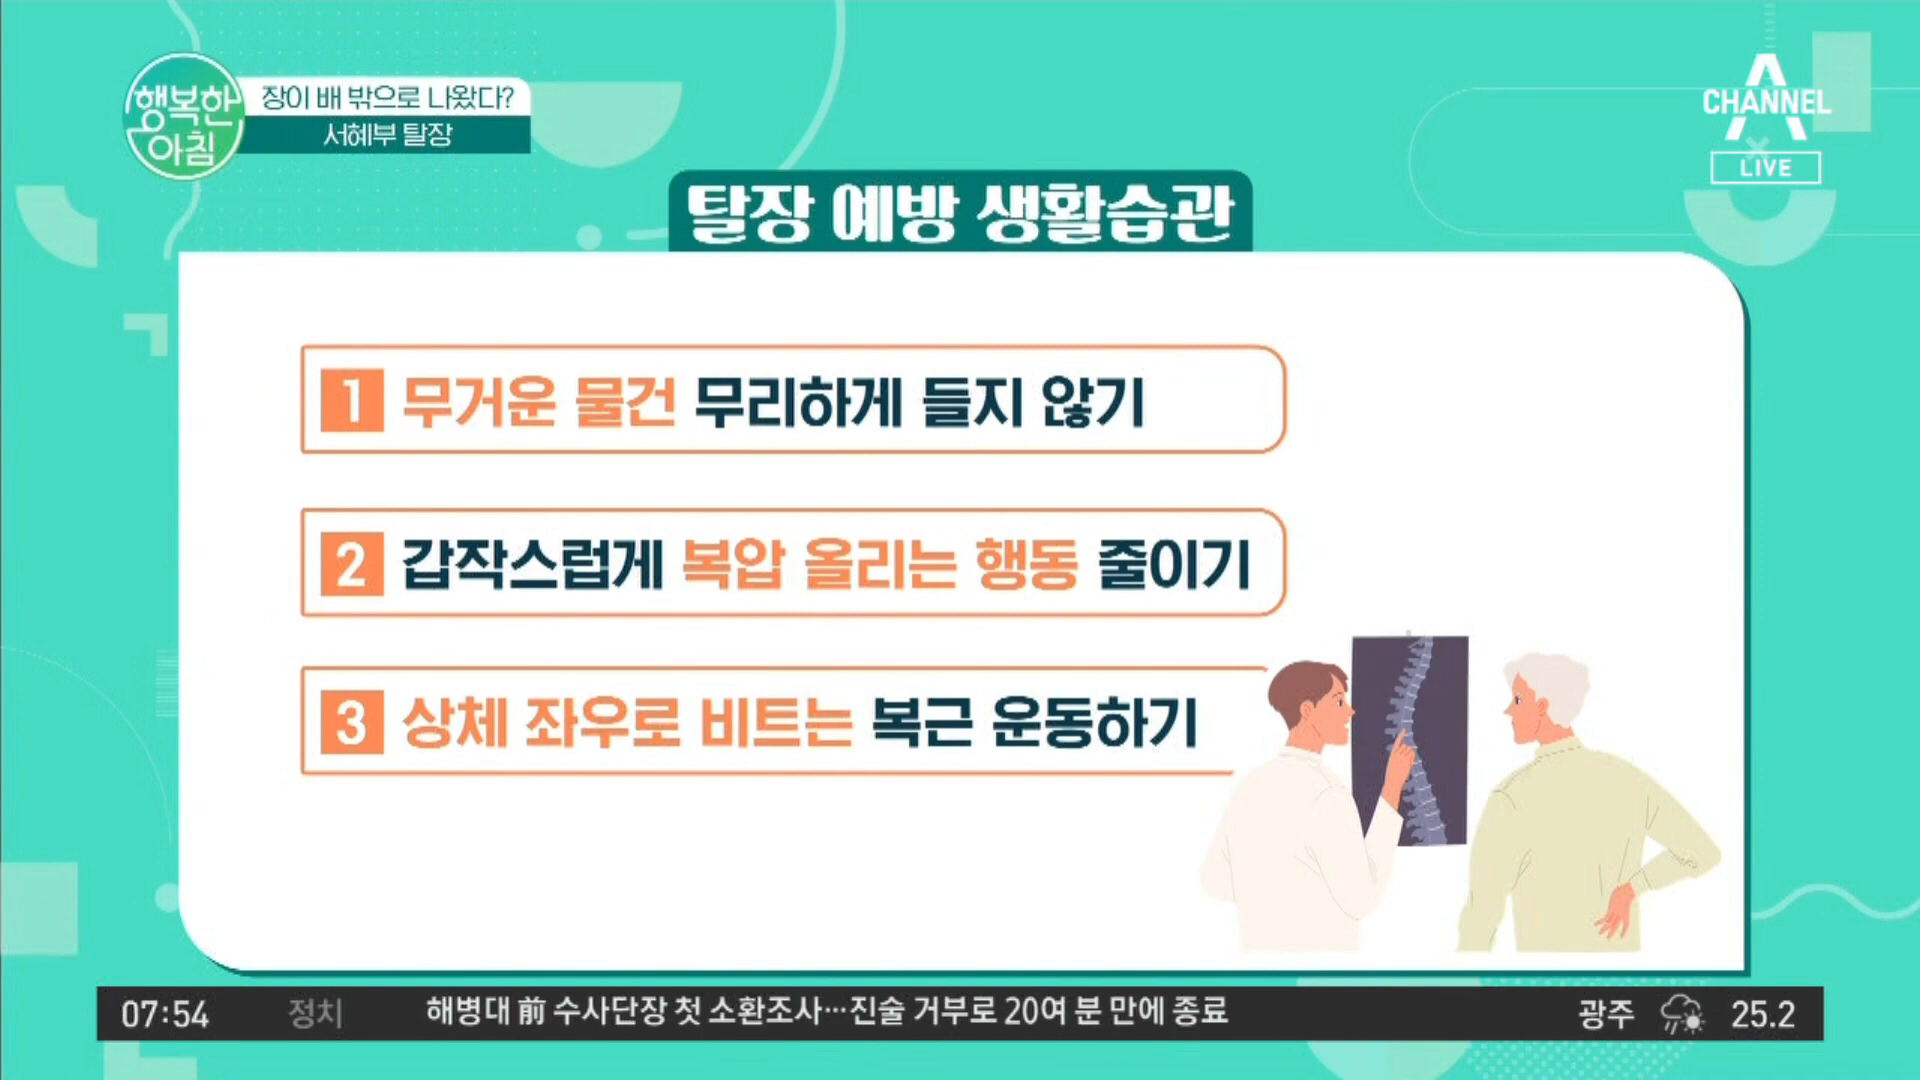 행복한
아침
장이 배 밖으로 나왔다?
서혜부 탈장
CHANNEL A
LIVE
탈장 예방 생활습관
1 무거운 물건 무리하게 들지 않기
2 갑작스럽게 복압 올리는 행동 줄이기
3 상체 좌우로 비트는 복근 운동하기
07:54 정치 해병대 前 수사단장 첫 소환조사…진술 거부로 20여 분 만에 종료 광주 25.2